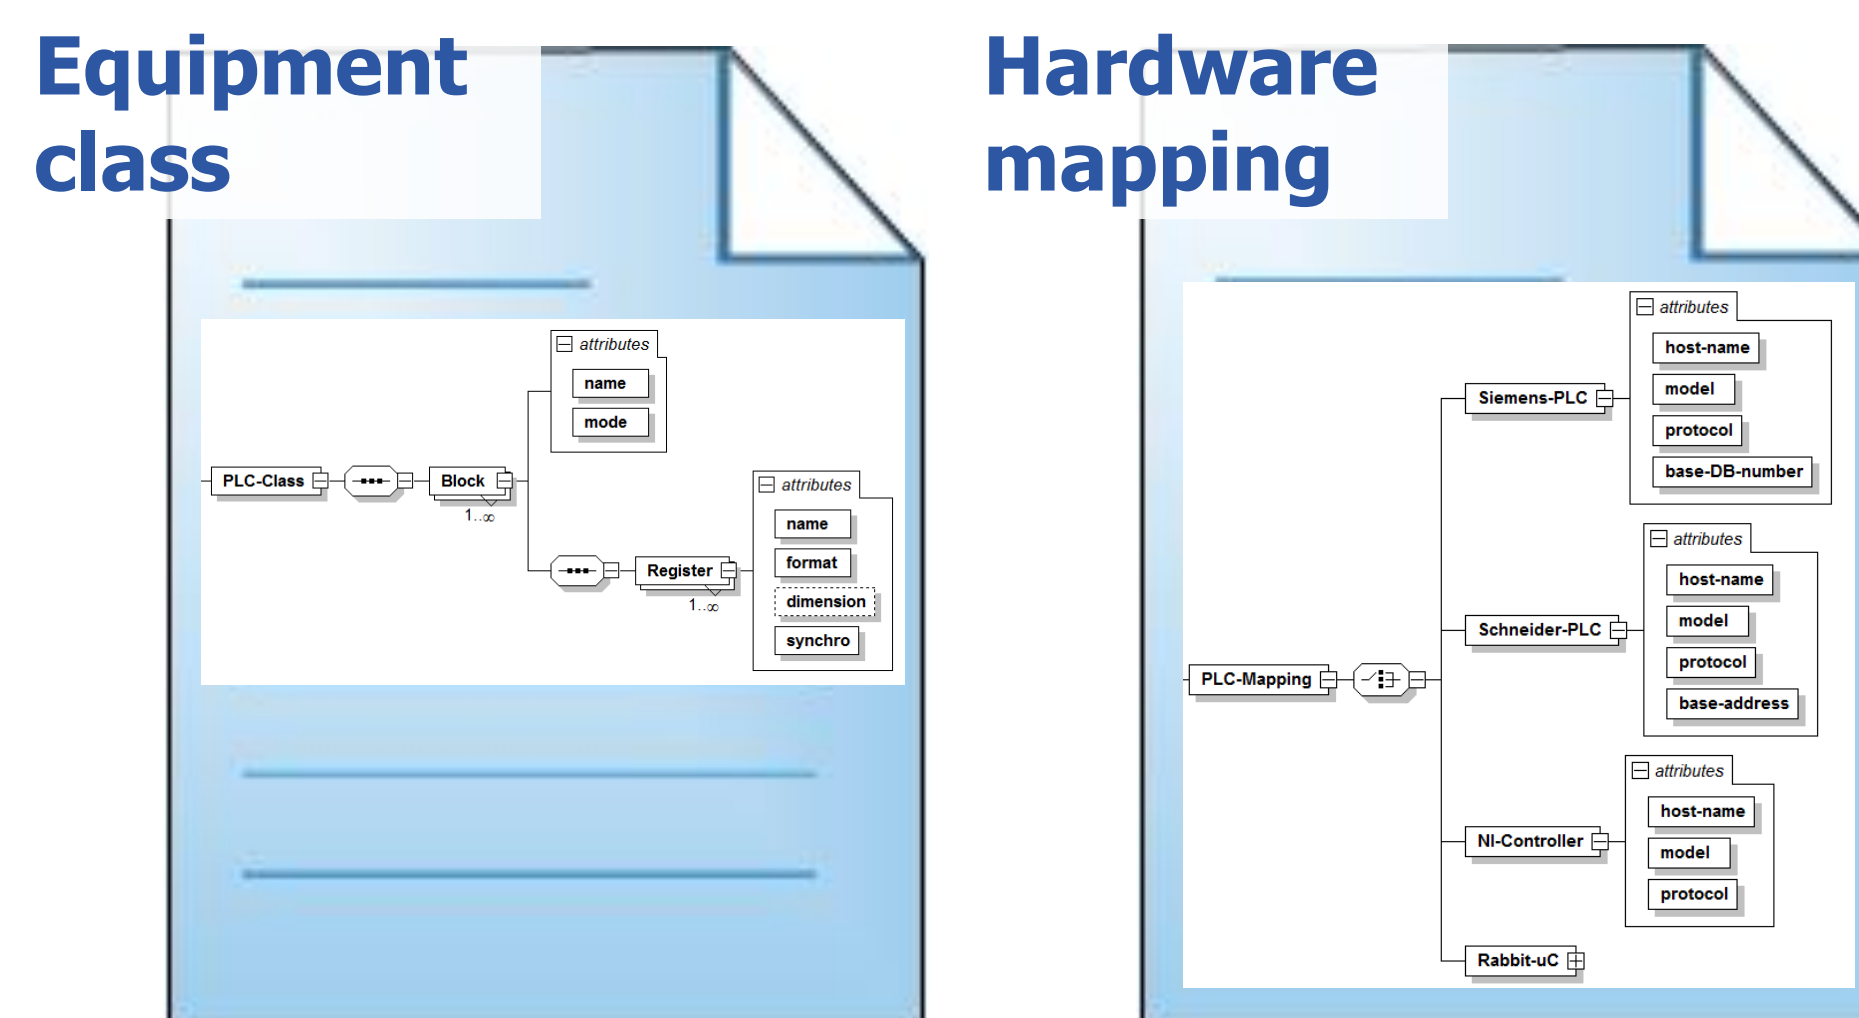 Equipment
class
attributes
name
mode
PLC-Class
Block
1..∞
attributes
name
format
dimension
synchro
Register
1..∞
Hardware
mapping
attributes
host-name
model
protocol
base-DB-number
Siemens-PLC
attributes
host-name
model
protocol
base-address
Schneider-PLC
PLC-Mapping
attributes
host-name
model
protocol
NI-Controller
Rabbit-uC